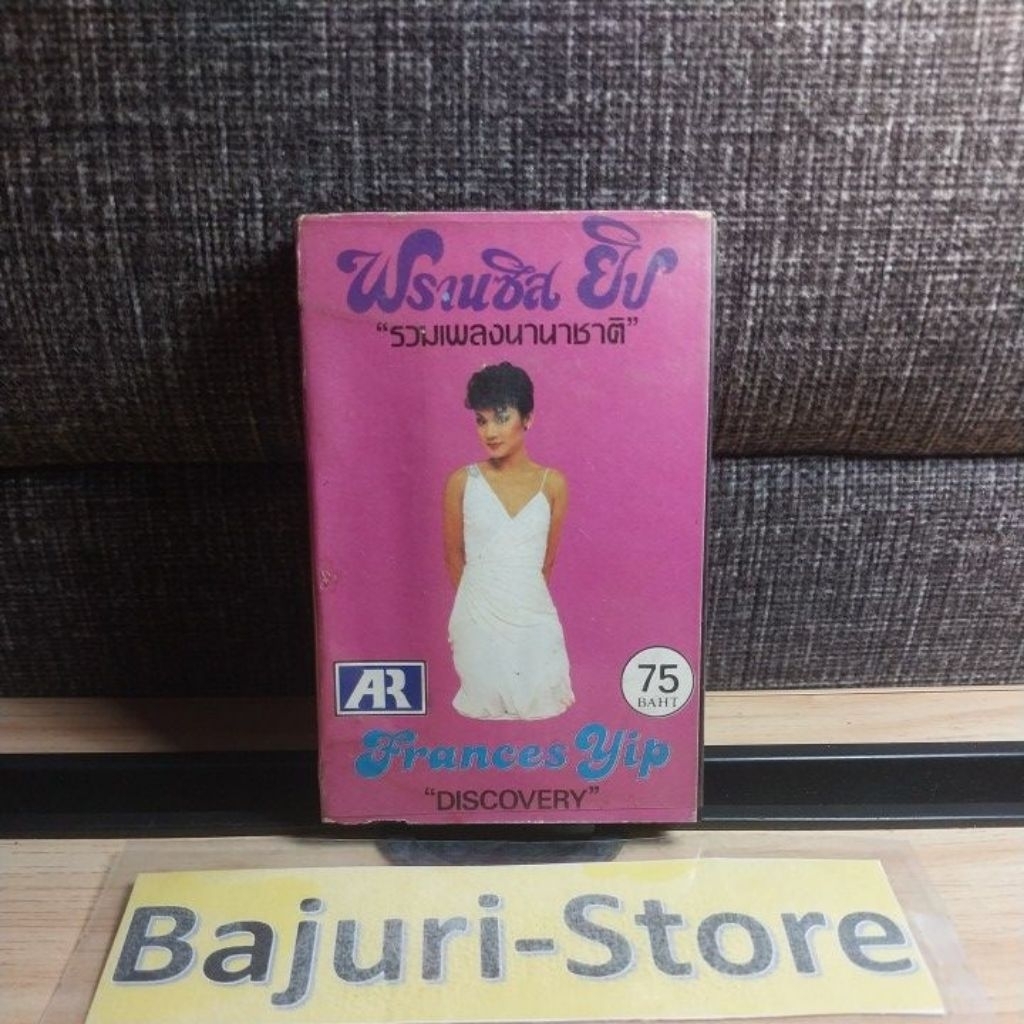 ฟรานซิส ยิป
“รวมเพลงนานาชาติ”
AR
75
BAHT
Frances Yip
“DISCOVERY”
Bajuri-Store